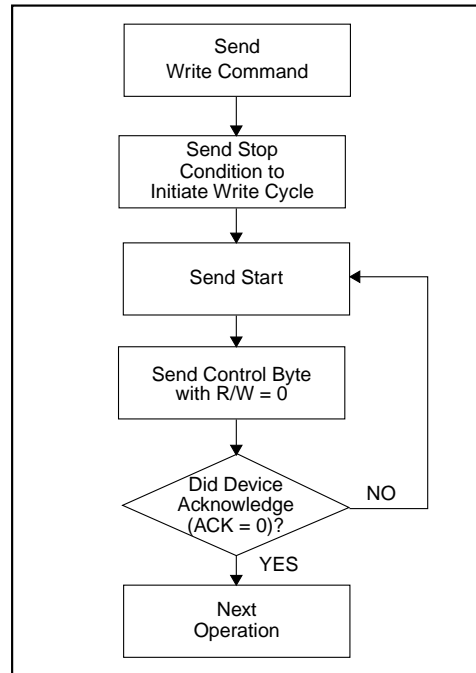 Send
Write Command
Send Stop
Condition to
Initiate Write Cycle
Send Start
Send Control Byte
with R/W = 0
Did Device
Acknowledge
(ACK = 0)?
NO
YES
Next
Operation